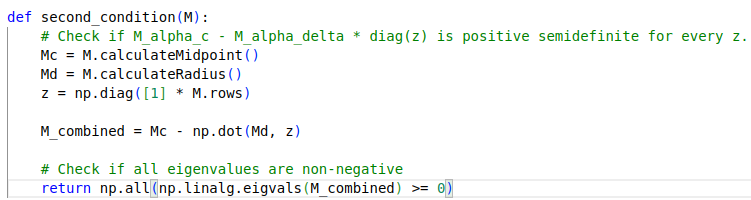 def second_condition(M):
    # Check if M_alpha_c - M_alpha_delta * diag(z) is positive semidefinite for every z.
    Mc = M.calculateMidpoint()
    Md = M.calculateRadius()
    z = np.diag([1] * M.rows)
    M_combined = Mc - np.dot(Md, z)
    # Check if all eigenvalues are non-negative
    return np.all(np.linalg.eigvals(M_combined) >= 0)